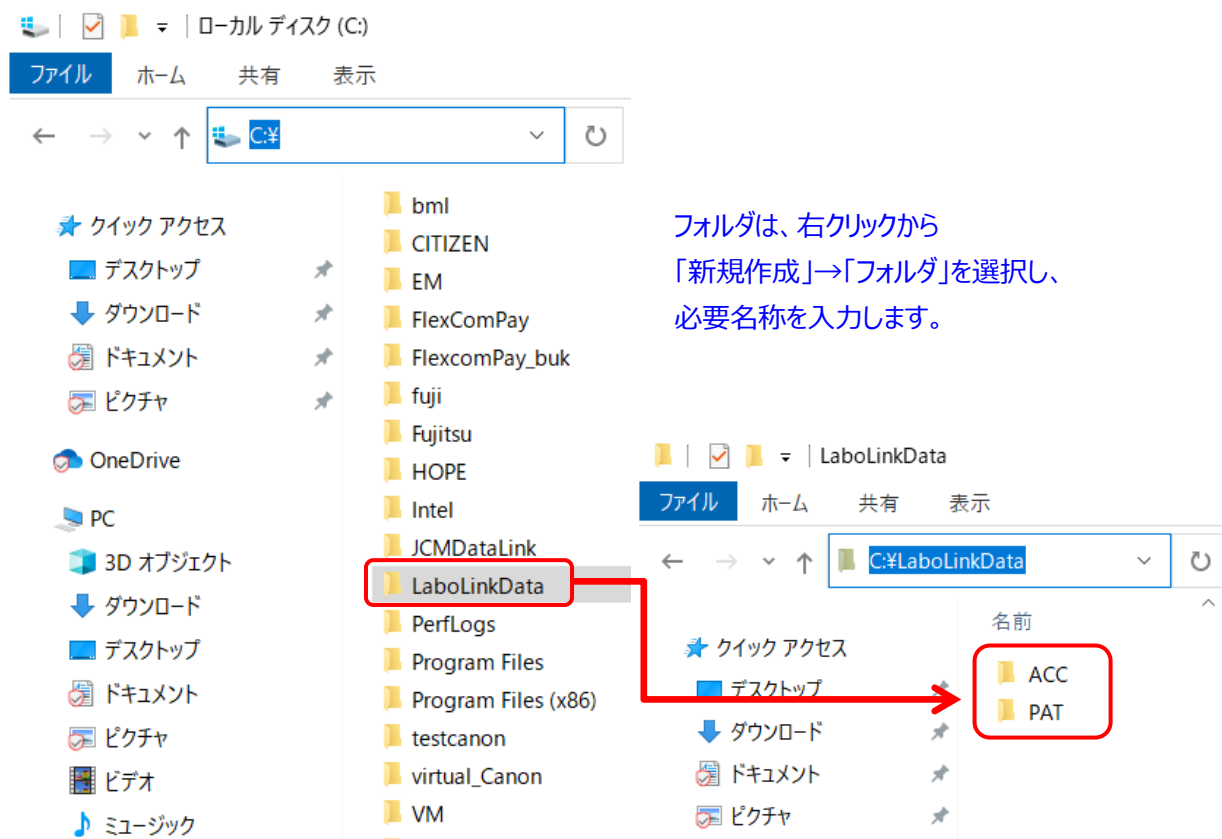 ローカル ディスク (C:)
ファイル ホーム 共有 表示
C:¥
クイック アクセス
デスクトップ
ダウンロード
ドキュメント
ピクチャ
OneDrive
PC
3D オブジェクト
ダウンロード
デスクトップ
ドキュメント
ピクチャ
ビデオ
ミュージック
bml
CITIZEN
EM
FlexComPay
FlexcomPay_buk
fuji
Fujitsu
HOPE
Intel
JCMDataLink
LaboLinkData
PerfLogs
Program Files
Program Files (x86)
testcanon
virtual_Canon
VM
フォルダは、右クリックから
「新規作成」→「フォルダ」を選択し、
必要名称を入力します。
LaboLinkData
ファイル ホーム 共有 表示
C:¥LaboLinkData
クイック アクセス
デスクトップ
ダウンロード
ドキュメント
ピクチャ
名前
ACC
PAT